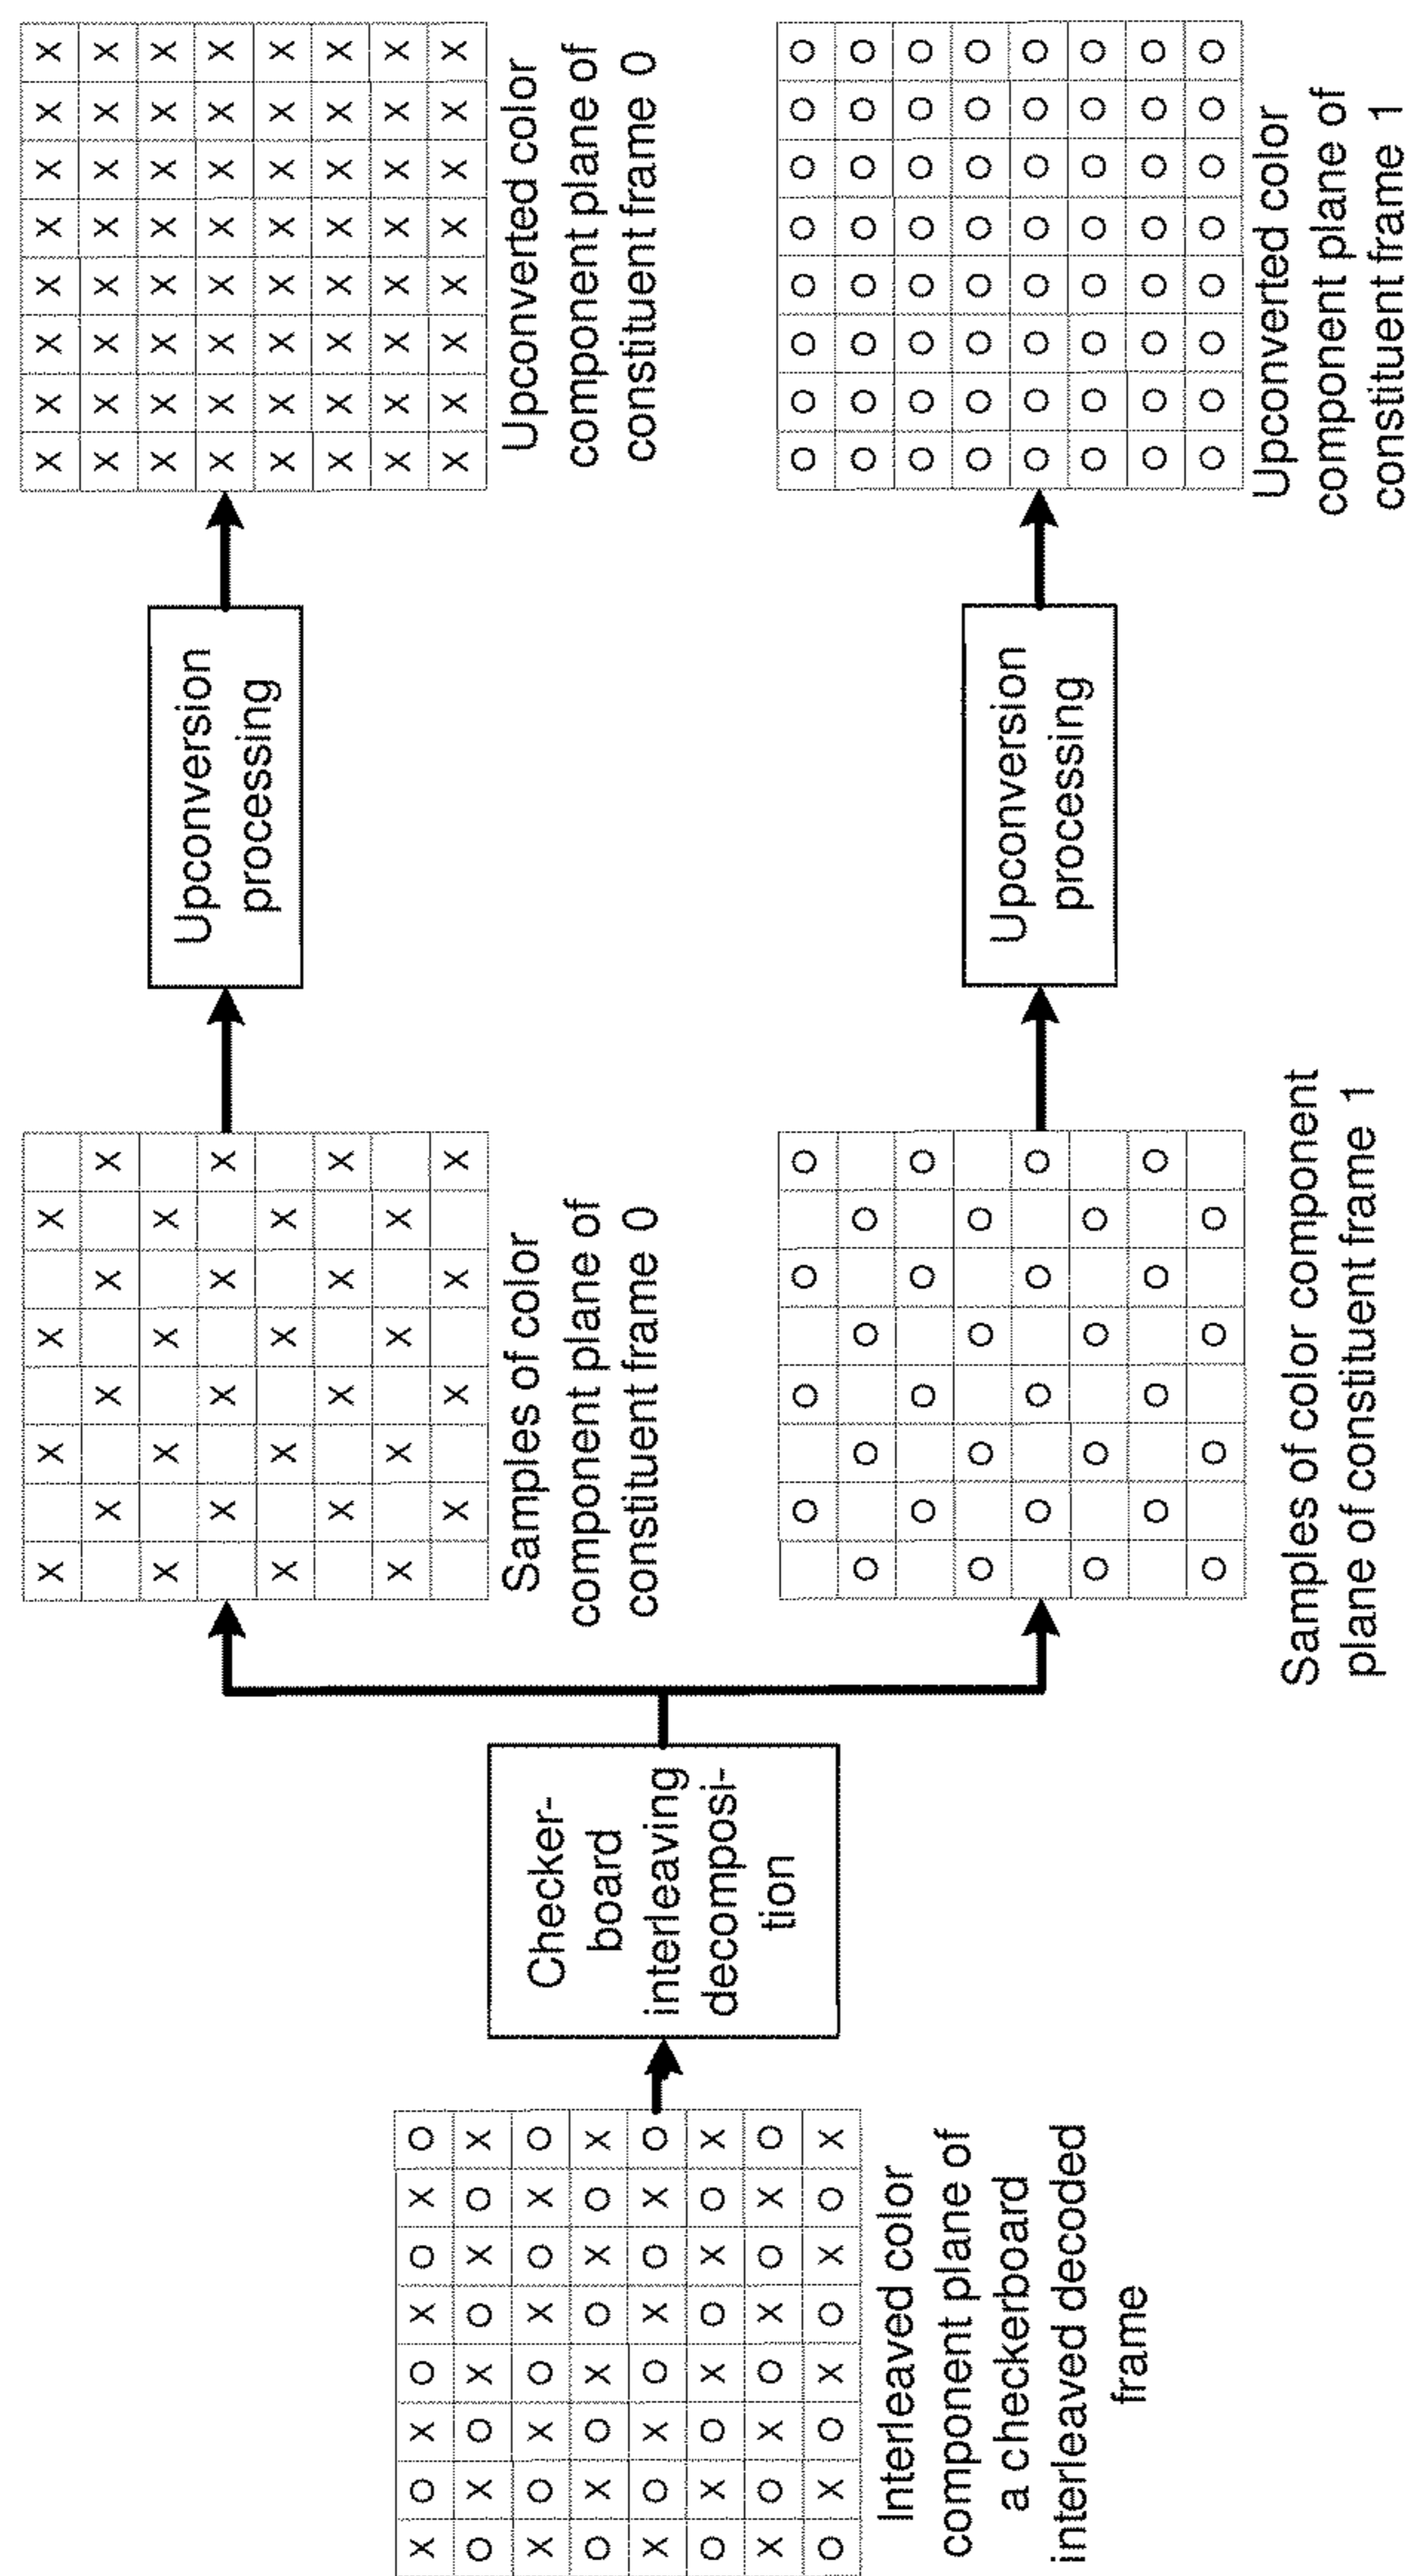 Interleaved color
component plane of
a checkerboard
interleaved decoded
frame
Checker-
board
interleaving
decomposi-
tion
Samples of color
component plane of
constituent frame 0
Upconversion
processing
Upconverted color
component plane of
constituent frame 0
Samples of color component
plane of constituent frame 1
Upconversion
processing
Upconverted color
component plane of
constituent frame 1